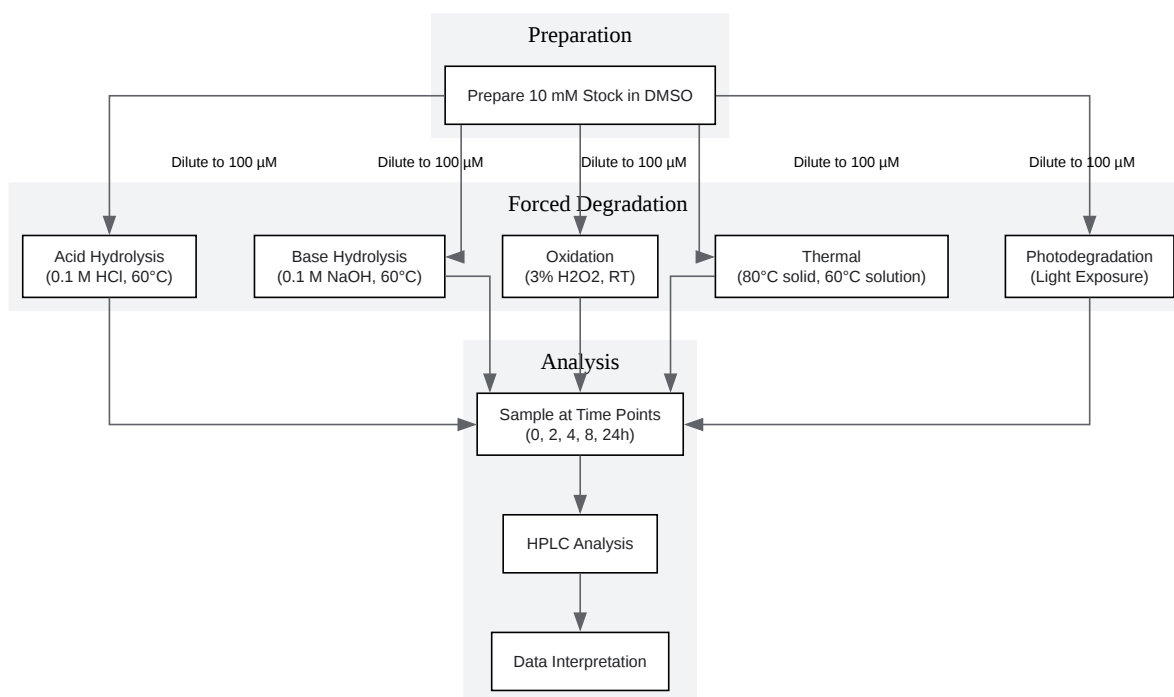 Preparation
Prepare 10 mM Stock in DMSO
Dilute to 100 µM
Dilute to 100 µM
Dilute to 100 µM
Dilute to 100 µM
Dilute to 100 µM
Forced Degradation
Acid Hydrolysis
(0.1 M HCl, 60°C)
Base Hydrolysis
(0.1 M NaOH, 60°C)
Oxidation
(3% H2O2, RT)
Thermal
(80°C solid, 60°C solution)
Photodegradation
(Light Exposure)
Analysis
Sample at Time Points
(0, 2, 4, 8, 24h)
HPLC Analysis
Data Interpretation